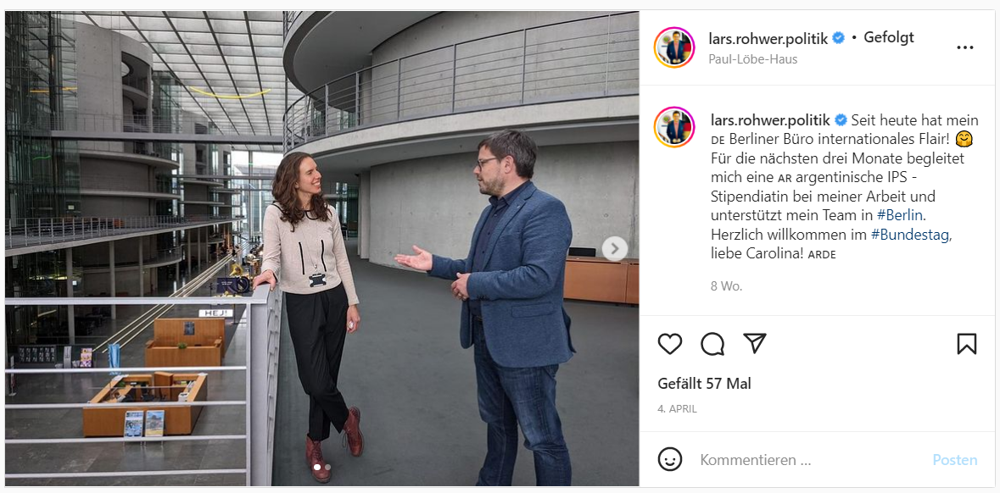 lars.rohwer.politik • Gefolgt
Paul-Löbe-Haus
lars.rohwer.politik Seit heute hat mein
DE Berliner Büro internationales Flair! 🤗
Für die nächsten drei Monate begleitet
mich eine AR argentinische IPS -
Stipendiatin bei meiner Arbeit und
unterstützt mein Team in #Berlin.
Herzlich willkommen im #Bundestag,
liebe Carolina! ARDE
8 Wo.
HEJ!
Gefällt 57 Mal
4. APRIL
Kommentieren ...
Posten